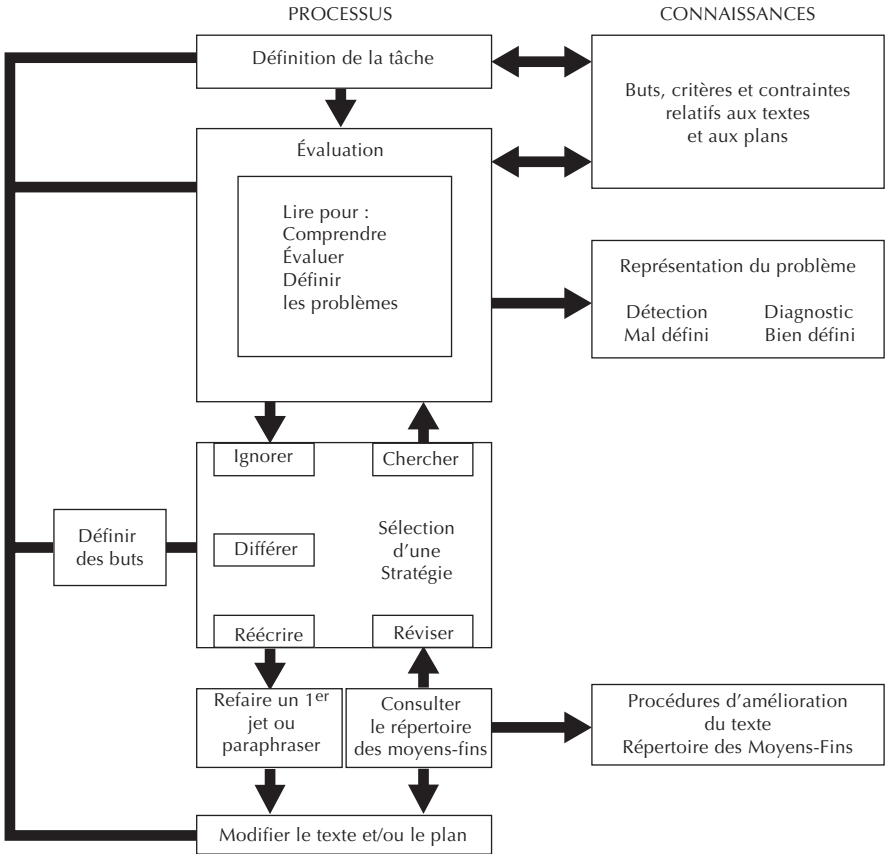 PROCESSUS
CONNAISSANCES
Définition de la tâche
Buts, critères et contraintes
relatifs aux textes
et aux plans
Évaluation
Lire pour :
Comprendre
Évaluer
Définir
les problèmes
Représentation du problème
Détection Diagnostic
Mal défini Bien défini
Ignorer
Chercher
Définir
des buts
Différer
Sélection
d'une
Stratégie
Réécrire
Réviser
Refaire un 1er
jet ou
paraphraser
Consulter
le répertoire
des moyens-fins
Procédures d'amélioration
du texte
Répertoire des Moyens-Fins
Modifier le texte et/ou le plan